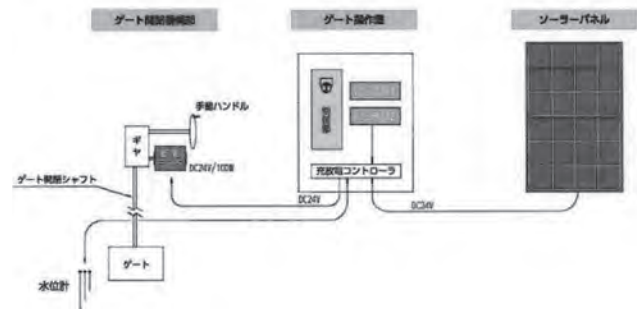 ゲート開閉機構部
ゲート操作盤
ソーラーパネル
手動ハンドル
ギヤ
DC24V/100W
ゲート開閉シャフト
充放電コントローラ
DC24V
DC24V
ゲート
水位計